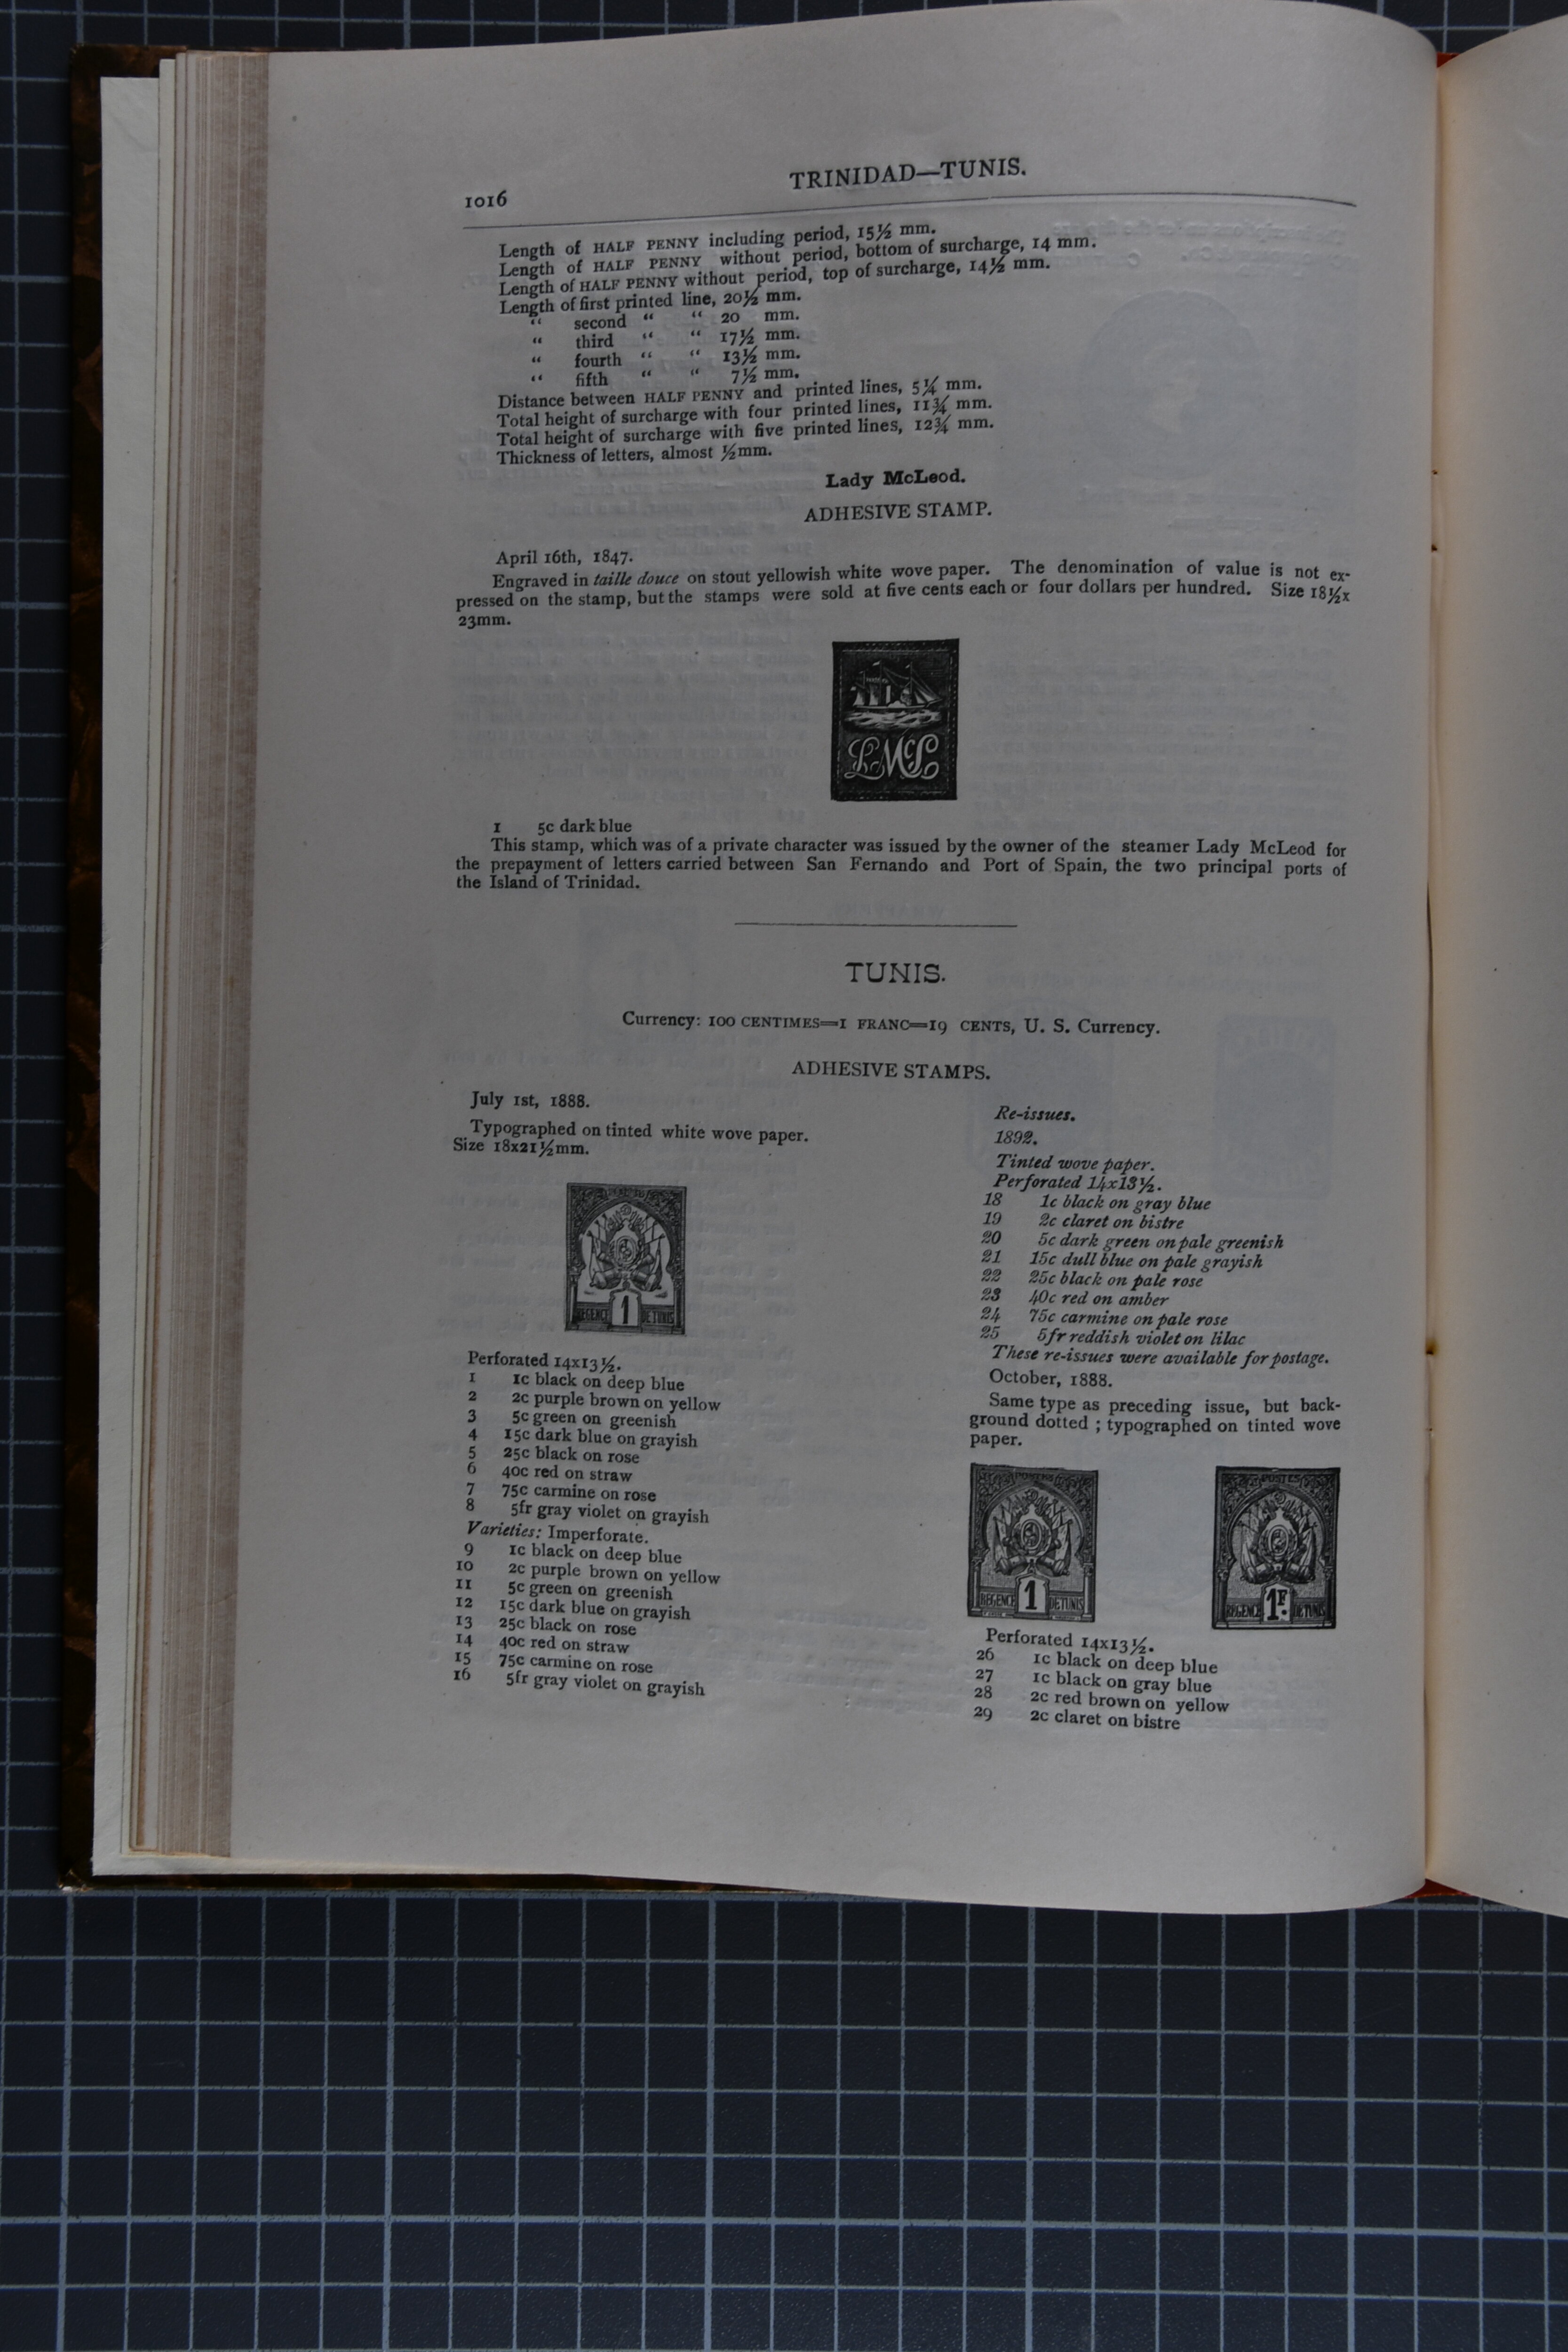 1016
TRINIDAD—TUNIS.
Length of HALF PENNY including period, 15½ mm.
Length of HALF PENNY without period, bottom of surcharge, 14 mm.
Length of HALF PENNY without period, top of surcharge, 14½ mm.
Length of first printed line, 20½ mm.
“ second “ “ 20 mm.
“ third “ “ 17½ mm.
“ fourth “ “ 13½ mm.
“ fifth “ “ 7½ mm.
Distance between HALF PENNY and printed lines, 5¼ mm.
Total height of surcharge with four printed lines, 11¾ mm.
Total height of surcharge with five printed lines, 12¾ mm.
Thickness of letters, almost ½mm.
Lady McLeod.
ADHESIVE STAMP.
April 16th, 1847.
Engraved in taille douce on stout yellowish white wove paper. The denomination of value is not ex-
pressed on the stamp, but the stamps were sold at five cents each or four dollars per hundred. Size 18½x
23mm.
LMcL
1 5c dark blue
This stamp, which was of a private character was issued by the owner of the steamer Lady McLeod for
the prepayment of letters carried between San Fernando and Port of Spain, the two principal ports of
the Island of Trinidad.
TUNIS.
Currency: 100 CENTIMES=1 FRANC=19 CENTS, U. S. Currency.
ADHESIVE STAMPS.
July 1st, 1888.
Typographed on tinted white wove paper.
Size 18x21½mm.
REGENCE 1 DE TUNIS
Perforated 14x13½.
1 1c black on deep blue
2 2c purple brown on yellow
3 5c green on greenish
4 15c dark blue on grayish
5 25c black on rose
6 40c red on straw
7 75c carmine on rose
8 5fr gray violet on grayish
Varieties: Imperforate.
9 1c black on deep blue
10 2c purple brown on yellow
11 5c green on greenish
12 15c dark blue on grayish
13 25c black on rose
14 40c red on straw
15 75c carmine on rose
16 5fr gray violet on grayish
Re-issues.
1892.
Tinted wove paper.
Perforated 14x13½.
18 1c black on gray blue
19 2c claret on bistre
20 5c dark green on pale greenish
21 15c dull blue on pale grayish
22 25c black on pale rose
23 40c red on amber
24 75c carmine on pale rose
25 5fr reddish violet on lilac
These re-issues were available for postage.
October, 1888.
Same type as preceding issue, but back-
ground dotted ; typographed on tinted wove
paper.
POSTES
REGENCE 1 DE TUNIS
POSTES
REGENCE 1F. DE TUNIS
Perforated 14x13½.
26 1c black on deep blue
27 1c black on gray blue
28 2c red brown on yellow
29 2c claret on bistre